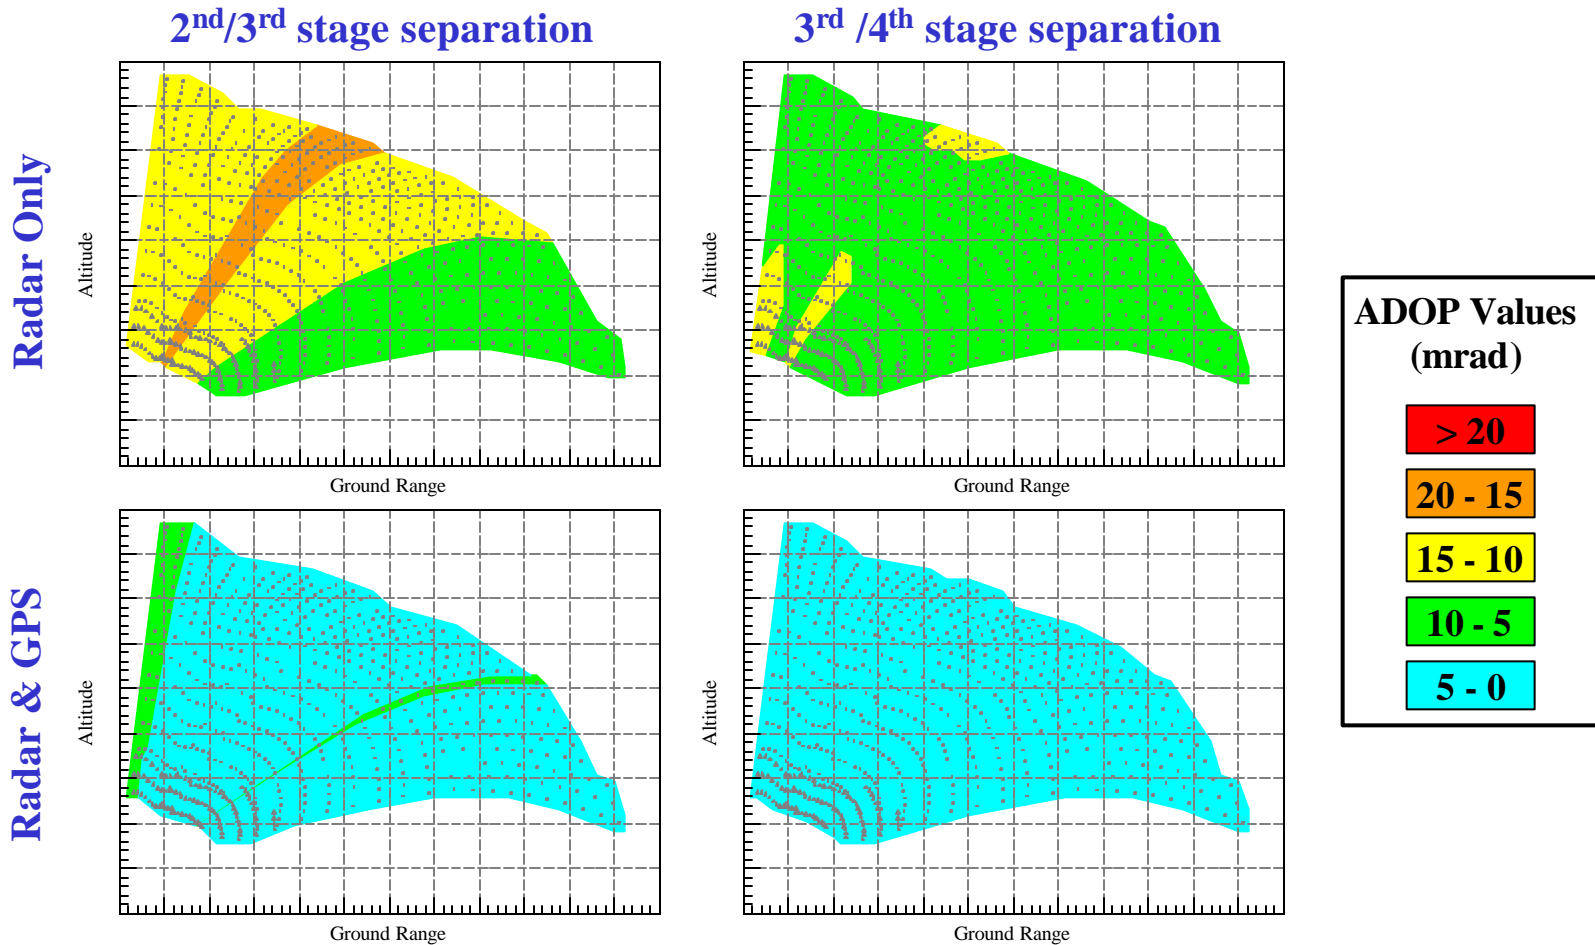 2nd/3rd stage separation
3rd /4th stage separation
Radar Only
Altitude
Ground Range
Altitude
Ground Range
Radar & GPS
Altitude
Ground Range
Altitude
Ground Range
ADOP Values
(mrad)
> 20
20 - 15
15 - 10
10 - 5
5 - 0